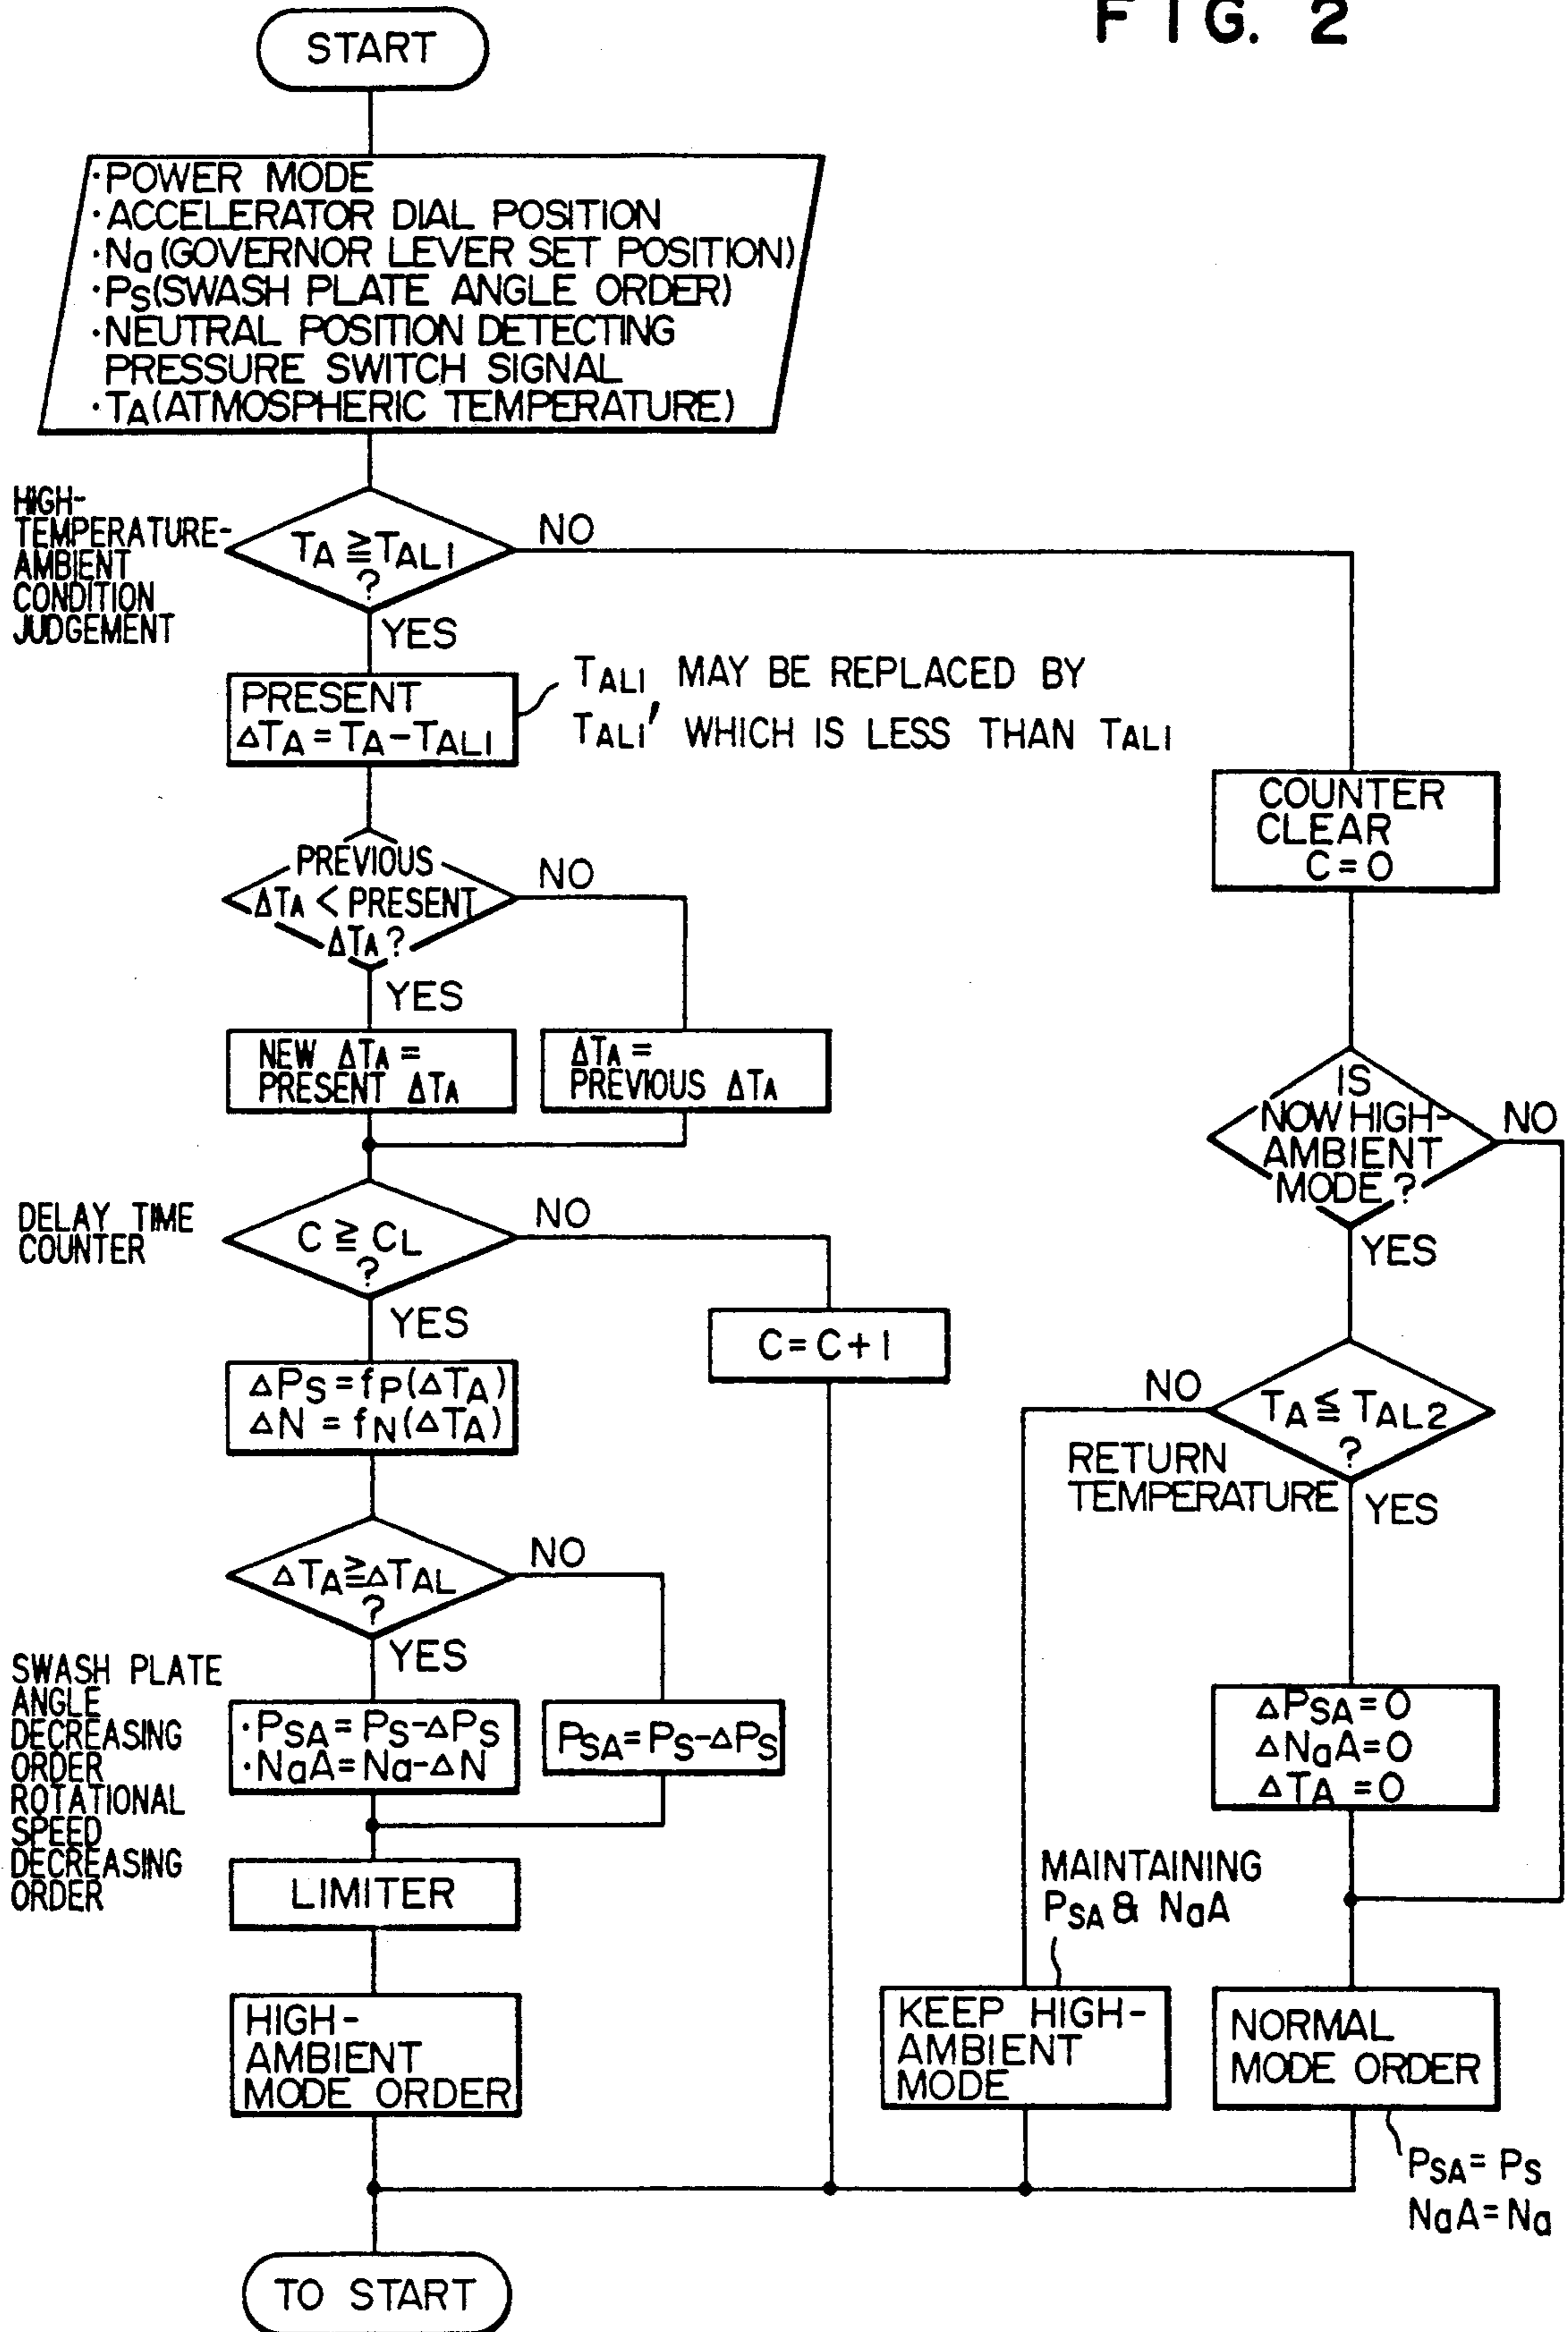 FIG. 2
START
·POWER MODE
·ACCELERATOR DIAL POSITION
·Na (GOVERNOR LEVER SET POSITION)
·PS(SWASH PLATE ANGLE ORDER)
·NEUTRAL POSITION DETECTING
PRESSURE SWITCH SIGNAL
·TA(ATMOSPHERIC TEMPERATURE)
HIGH-
TEMPERATURE-
AMBIENT
CONDITION
JUDGEMENT
TA ≧ TAL1
?
NO
YES
PRESENT
ΔTA = TA-TAL1
TAL1 MAY BE REPLACED BY
TAL1' WHICH IS LESS THAN TAL1
PREVIOUS
ΔTA < PRESENT
ΔTA ?
NO
YES
NEW ΔTA =
PRESENT ΔTA
ΔTA =
PREVIOUS ΔTA
DELAY TIME
COUNTER
C ≧ CL
?
NO
YES
C = C + 1
ΔPS = fP(ΔTA)
ΔN = fN(ΔTA)
ΔTA ≧ ΔTAL
?
NO
YES
SWASH PLATE
ANGLE
DECREASING
ORDER
ROTATIONAL
SPEED
DECREASING
ORDER
·PSA = PS-ΔPS
·NaA = Na-ΔN
PSA = PS-ΔPS
LIMITER
HIGH-
AMBIENT
MODE ORDER
COUNTER
CLEAR
C = 0
IS
NOW HIGH-
AMBIENT
MODE ?
NO
YES
TA ≦ TAL2
?
NO
RETURN
TEMPERATURE
YES
ΔPSA = 0
ΔNaA = 0
ΔTA = 0
MAINTAINING
PSA & NaA
KEEP HIGH-
AMBIENT
MODE
NORMAL
MODE ORDER
PSA = PS
NaA = Na
TO START